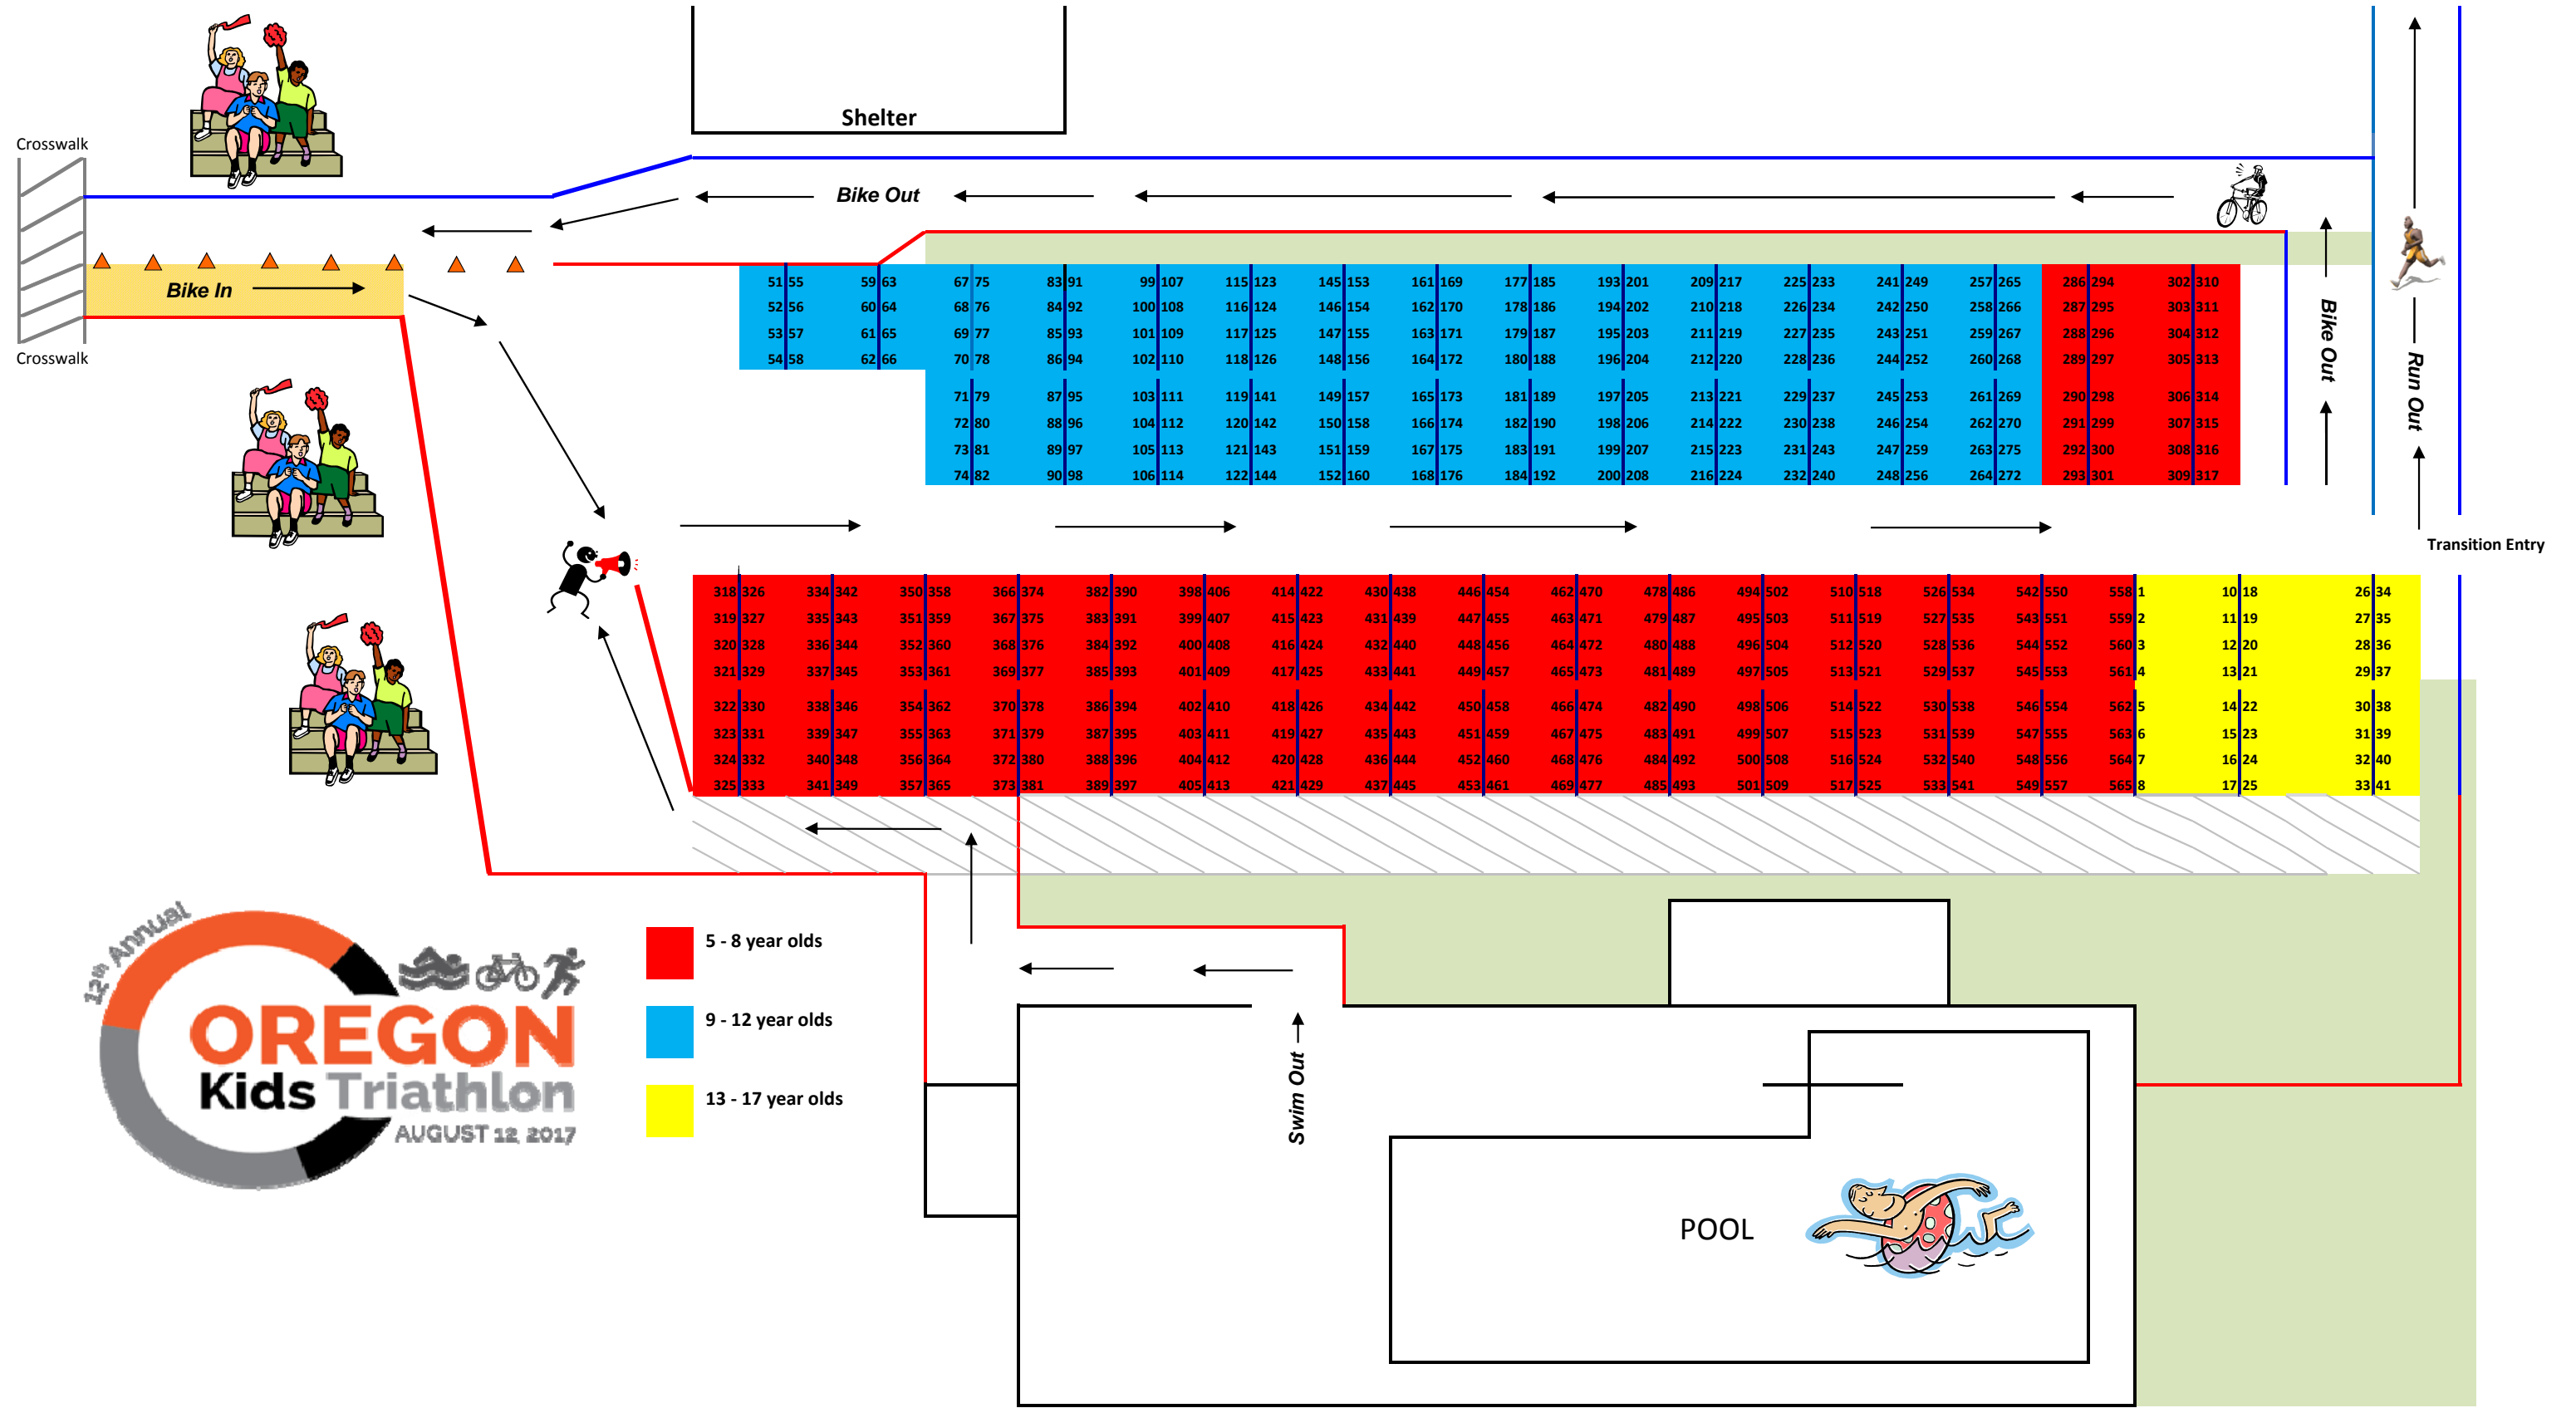 Shelter
Crosswalk
Bike Out
Bike In
Crosswalk
51 55 59 63 67 75 83 91 99 107 115 123 145 153 161 169 177 185 193 201 209 217 225 233 241 249 257 265 286 294 302 310
52 56 60 64 68 76 84 92 100 108 116 124 146 154 162 170 178 186 194 202 210 218 226 234 242 250 258 266 287 295 303 311
53 57 61 65 69 77 85 93 101 109 117 125 147 155 163 171 179 187 195 203 211 219 227 235 243 251 259 267 288 296 304 312
54 58 62 66 70 78 86 94 102 110 118 126 148 156 164 172 180 188 196 204 212 220 228 236 244 252 260 268 289 297 305 313
71 79 87 95 103 111 119 141 149 157 165 173 181 189 197 205 213 221 229 237 245 253 261 269 290 298 306 314
72 80 88 96 104 112 120 142 150 158 166 174 182 190 198 206 214 222 230 238 246 254 262 270 291 299 307 315
73 81 89 97 105 113 121 143 151 159 167 175 183 191 199 207 215 223 231 243 247 259 263 275 292 300 308 316
74 82 90 98 106 114 122 144 152 160 168 176 184 192 200 208 216 224 232 240 248 256 264 272 293 301 309 317
Bike Out
Run Out
Transition Entry
318 326 334 342 350 358 366 374 382 390 398 406 414 422 430 438 446 454 462 470 478 486 494 502 510 518 526 534 542 550 558 1 10 18 26 34
319 327 335 343 351 359 367 375 383 391 399 407 415 423 431 439 447 455 463 471 479 487 495 503 511 519 527 535 543 551 559 2 11 19 27 35
320 328 336 344 352 360 368 376 384 392 400 408 416 424 432 440 448 456 464 472 480 488 496 504 512 520 528 536 544 552 560 3 12 20 28 36
321 329 337 345 353 361 369 377 385 393 401 409 417 425 433 441 449 457 465 473 481 489 497 505 513 521 529 537 545 553 561 4 13 21 29 37
322 330 338 346 354 362 370 378 386 394 402 410 418 426 434 442 450 458 466 474 482 490 498 506 514 522 530 538 546 554 562 5 14 22 30 38
323 331 339 347 355 363 371 379 387 395 403 411 419 427 435 443 451 459 467 475 483 491 499 507 515 523 531 539 547 555 563 6 15 23 31 39
324 332 340 348 356 364 372 380 388 396 404 412 420 428 436 444 452 460 468 476 484 492 500 508 516 524 532 540 548 556 564 7 16 24 32 40
325 333 341 349 357 365 373 381 389 397 405 413 421 429 437 445 453 461 469 477 485 493 501 509 517 525 533 541 549 557 565 8 17 25 33 41
12th Annual
OREGON
Kids Triathlon
AUGUST 12, 2017
5 - 8 year olds
9 - 12 year olds
13 - 17 year olds
Swim Out
POOL